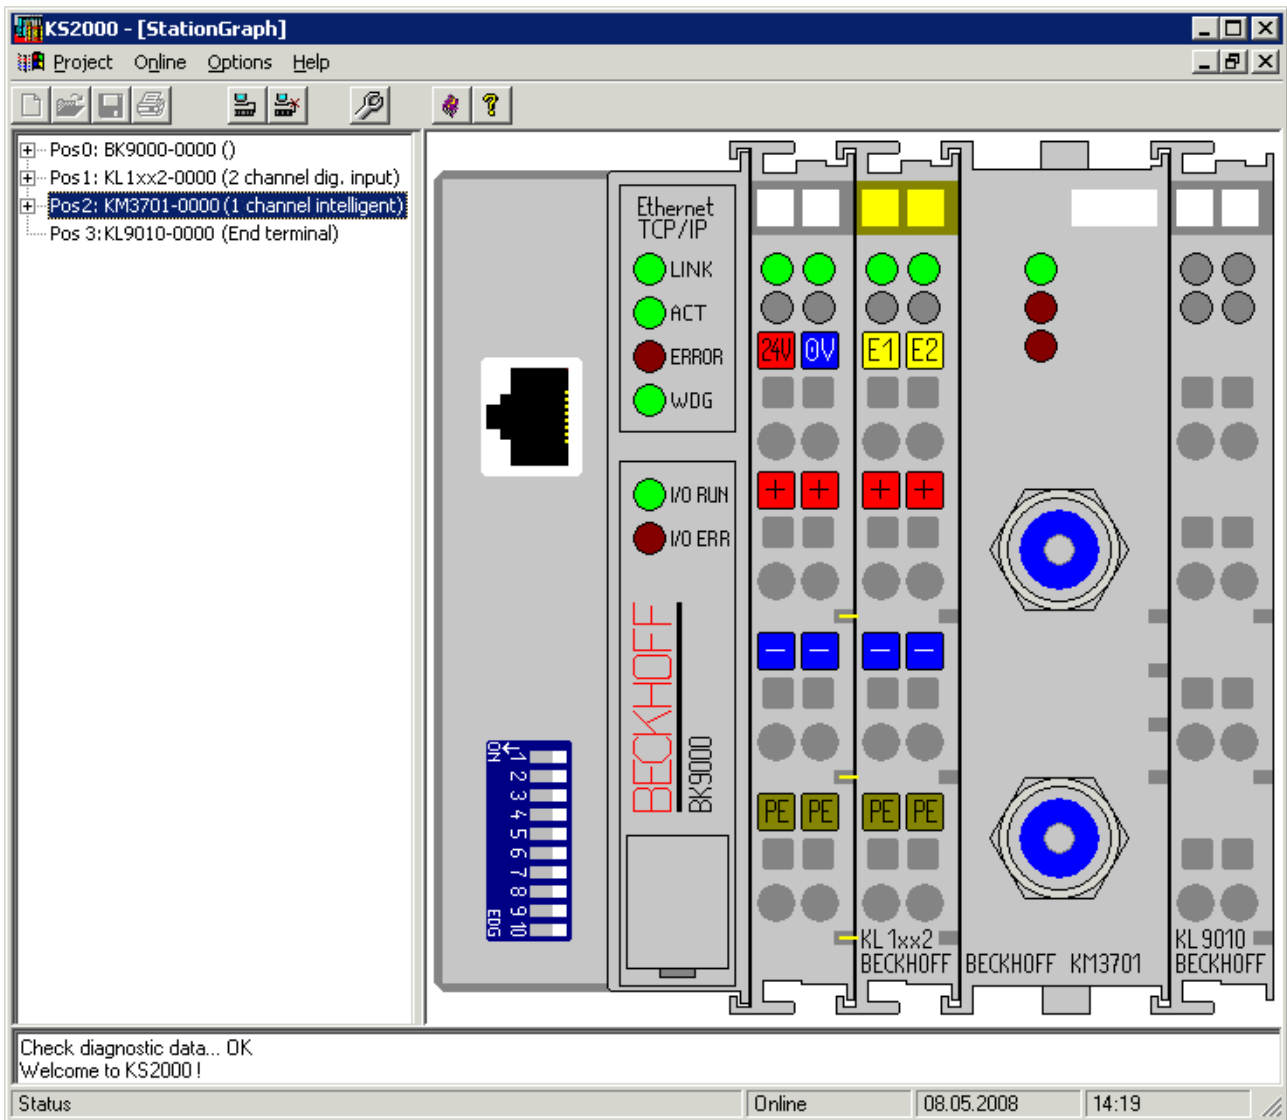 KS2000 - [StationGraph]
Project Online Options Help
Pos0: BK9000-0000 ()
Pos1: KL1xx2-0000 (2 channel dig. input)
Pos2: KM3701-0000 (1 channel intelligent)
Pos 3: KL9010-0000 (End terminal)
Ethernet
TCP/IP
LINK
ACT
ERROR
WDG
I/O RUN
I/O ERR
BECKHOFF
BK9000
ON
1
2
3
4
5
6
7
8
9
10
EDG
24V 0V E1 E2
+ + + +
− − − −
PE PE PE PE
KL1xx2
BECKHOFF
BECKHOFF KM3701
KL9010
BECKHOFF
Check diagnostic data... OK
Welcome to KS2000 !
Status Online 08.05.2008 14:19